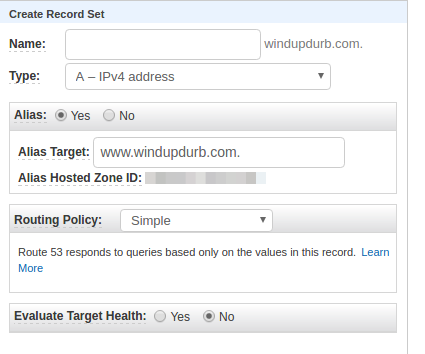 Create Record Set
Name: windupdurb.com.
Type: A – IPv4 address
Alias: Yes No
Alias Target: www.windupdurb.com.
Alias Hosted Zone ID:
Routing Policy: Simple
Route 53 responds to queries based only on the values in this record. Learn
More
Evaluate Target Health: Yes No